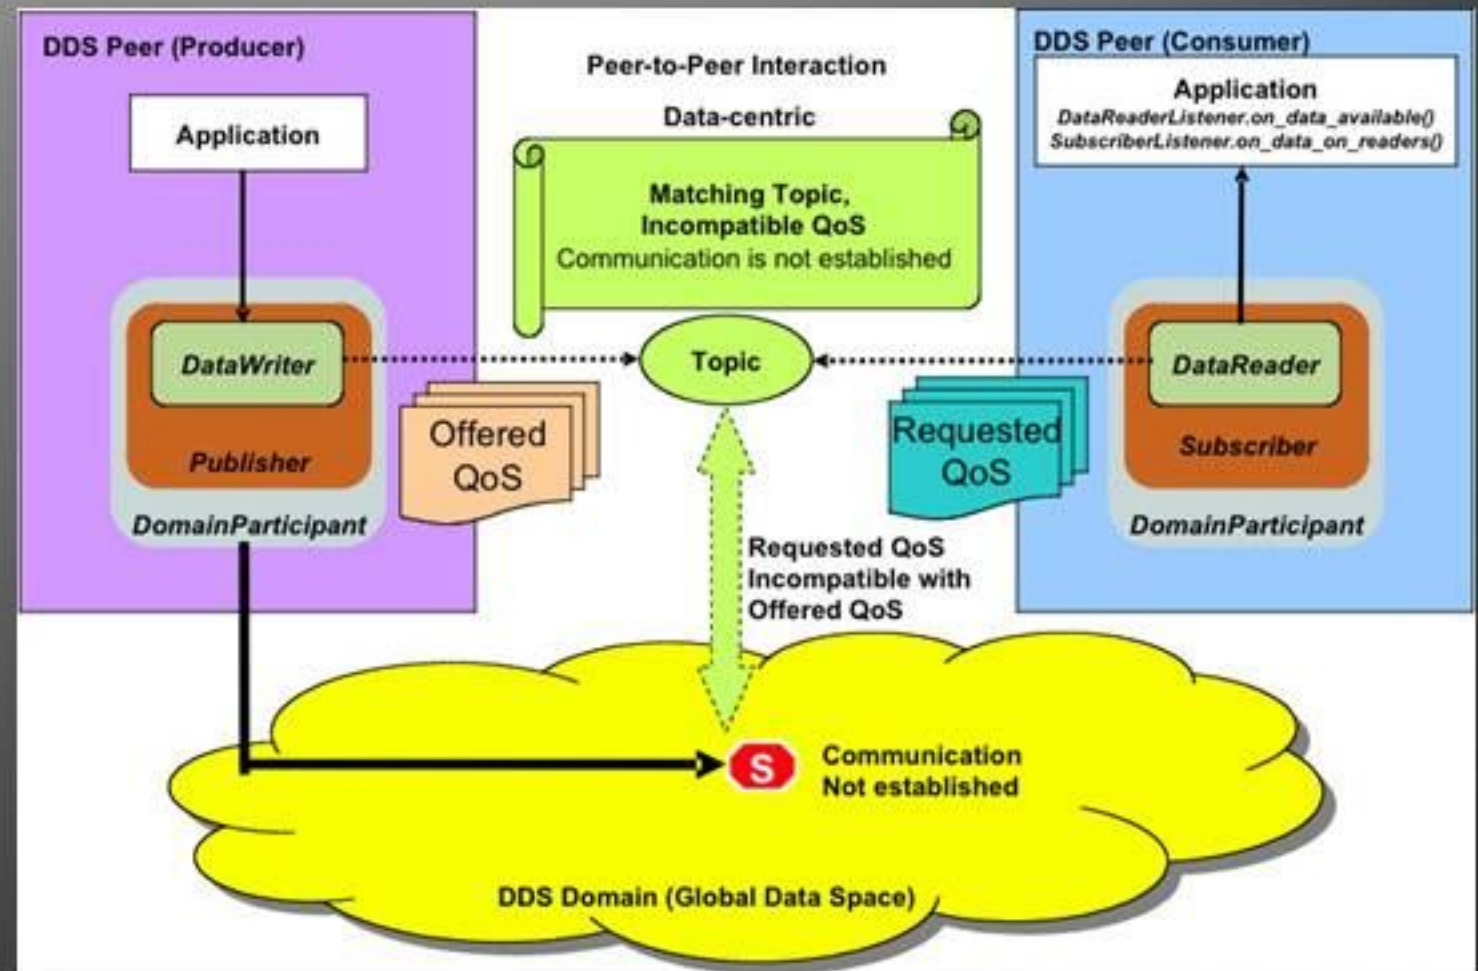 DDS Peer (Producer)
Application
DataWriter
Publisher
DomainParticipant
Offered
QoS
Peer-to-Peer Interaction
Data-centric
Matching Topic,
Incompatible QoS
Communication is not established
Topic
Requested QoS
Incompatible with
Offered QoS
DDS Peer (Consumer)
Application
DataReaderListener.on_data_available()
SubscriberListener.on_data_on_readers()
DataReader
Subscriber
DomainParticipant
Requested
QoS
S
Communication
Not established
DDS Domain (Global Data Space)